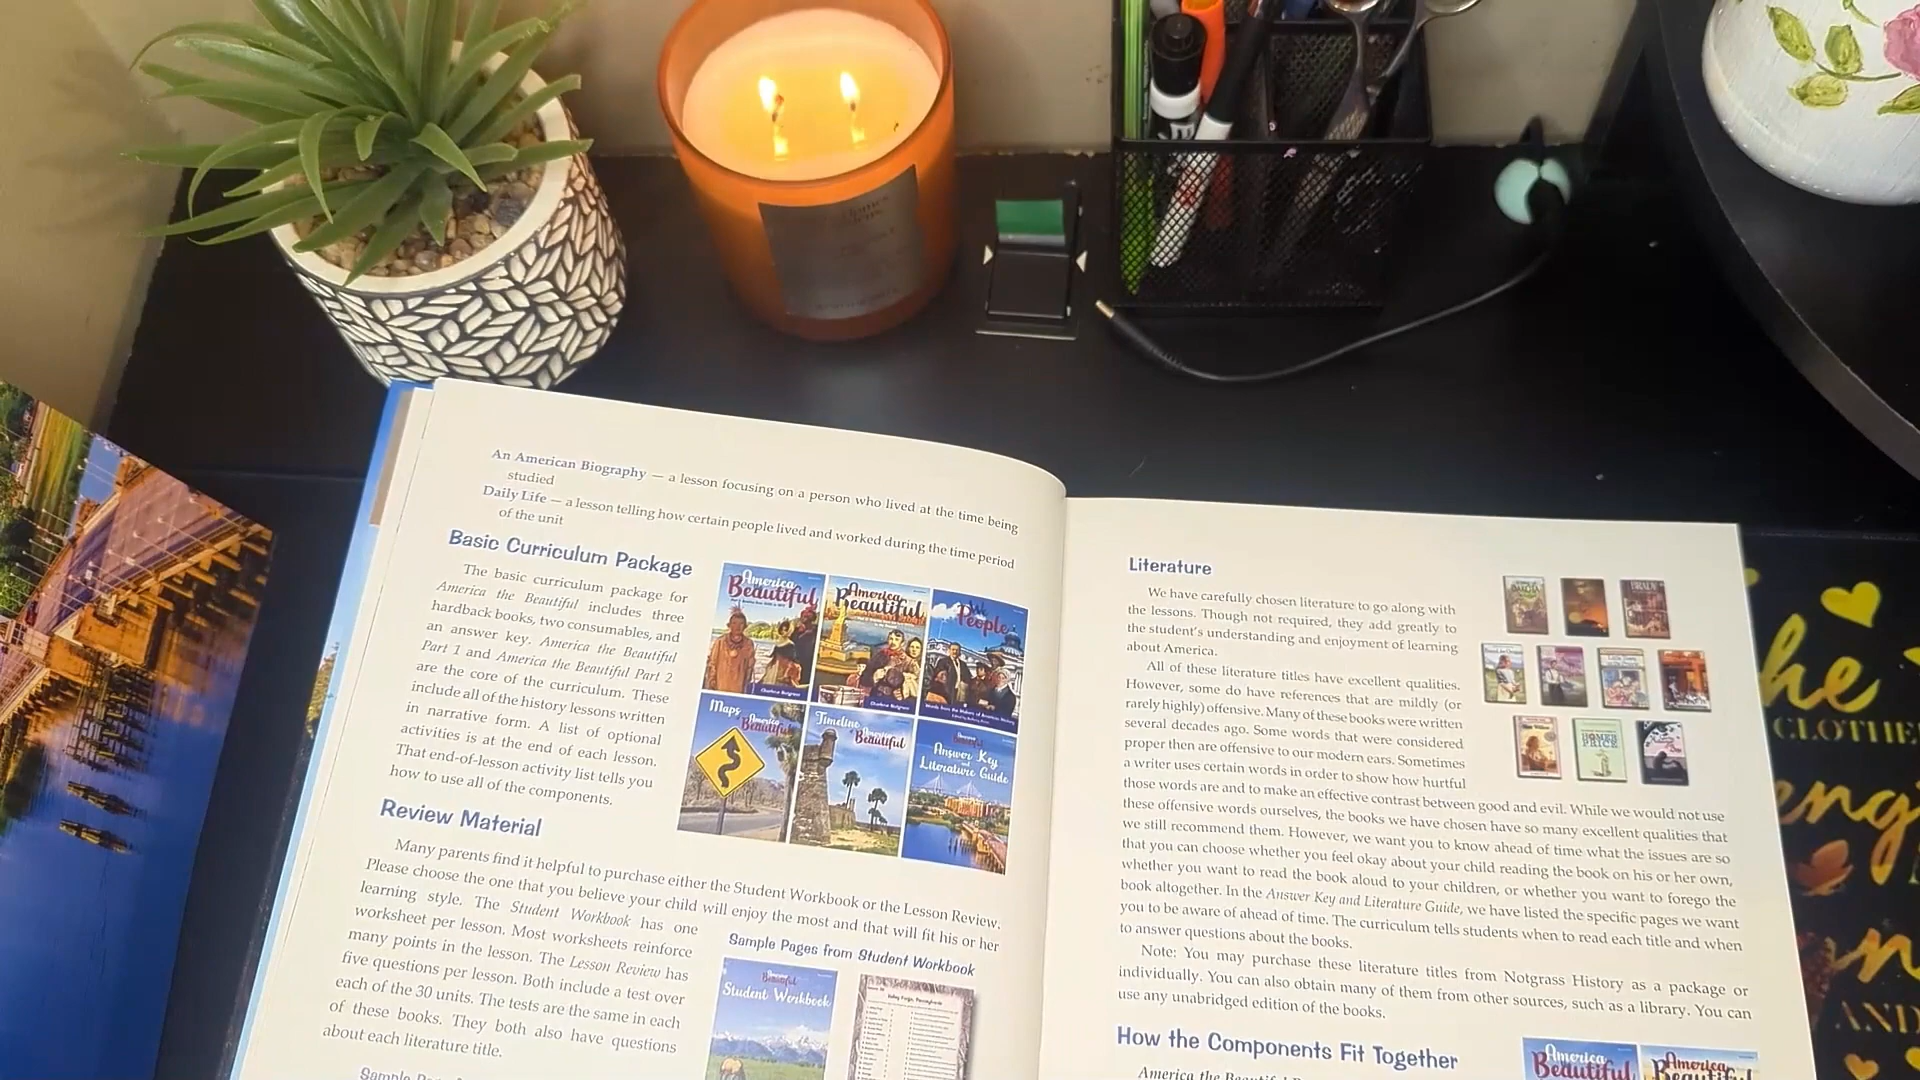 An American Biography — a lesson focusing on a person who lived at the time being
studied
Daily Life — a lesson telling how certain people lived and worked during the time period
of the unit
Basic Curriculum Package
The basic curriculum package for
America the Beautiful includes three
hardback books, two consumables, and
an answer key. America the Beautiful
Part 1 and America the Beautiful Part 2
are the core of the curriculum. These
include all of the history lessons written
in narrative form. A list of optional
activities is at the end of each lesson.
That end-of-lesson activity list tells you
how to use all of the components.
America
Beautiful
Charlene Notgrass
America
Beautiful
Charlene Notgrass
We
People
Maps
America
Beautiful
Timeline
Beautiful
Answer Key
and
Literature Guide
Review Material
Many parents find it helpful to purchase either the Student Workbook or the Lesson Review.
Please choose the one that you believe your child will enjoy the most and that will fit his or her
learning style. The Student Workbook has one
worksheet per lesson. Most worksheets reinforce
many points in the lesson. The Lesson Review has
five questions per lesson. Both include a test over
each of the 30 units. The tests are the same in each
of these books. They both also have questions
about each literature title.
Sample Pages from Student Workbook
Beautiful
Student Workbook
Valley Forge, Pennsylvania
Literature
We have carefully chosen literature to go along with
the lessons. Though not required, they add greatly to
the student's understanding and enjoyment of learning
about America.
All of these literature titles have excellent qualities.
However, some do have references that are mildly (or
rarely highly) offensive. Many of these books were written
several decades ago. Some words that were considered
proper then are offensive to our modern ears. Sometimes
a writer uses certain words in order to show how hurtful
those words are and to make an effective contrast between good and evil. While we would not use
these offensive words ourselves, the books we have chosen have so many excellent qualities that
we still recommend them. However, we want you to know ahead of time what the issues are so
that you can choose whether you feel okay about your child reading the book on his or her own,
whether you want to read the book aloud to your children, or whether you want to forego the
book altogether. In the Answer Key and Literature Guide, we have listed the specific pages we want
you to be aware of ahead of time. The curriculum tells students when to read each title and when
to answer questions about the books.
Note: You may purchase these literature titles from Notgrass History as a package or
individually. You can also obtain many of them from other sources, such as a library. You can
use any unabridged edition of the books.
HOMER
PRICE
How the Components Fit Together
America the
America
Beautiful
America
Beautiful
he
CLOTHE
eng
AND